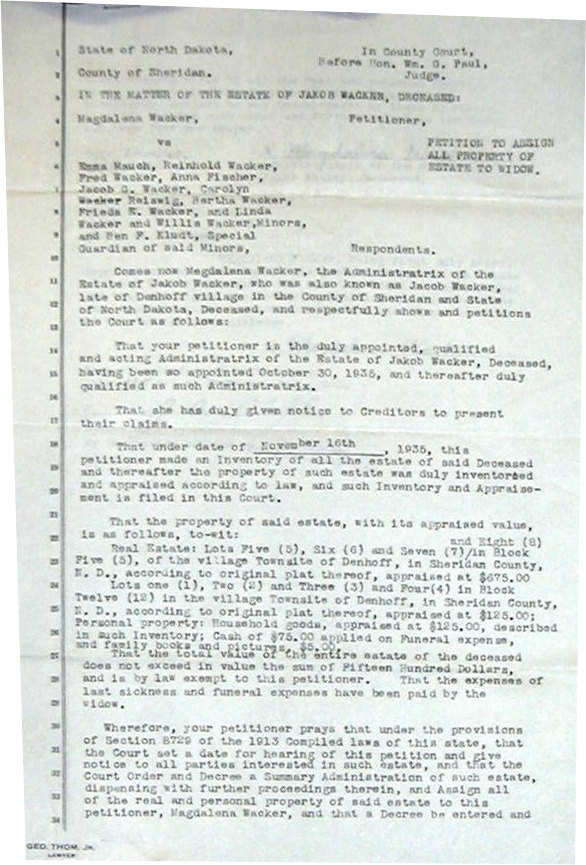 State of North Dakota, In County Court,
Before Hon. Wm. G. Paul,
County of Sheridan. Judge.
IN THE MATTER OF THE ESTATE OF JAKOB WACKER, DECEASED:
Magdalena Wacker, Petitioner,
vs PETITION TO ASSIGN
ALL PROPERTY OF
ESTATE TO WIDOW.
Emma Mauch, Reinhold Wacker,
Fred Wacker, Anna Fischer,
Jacob G. Wacker, Carolyn
Wacker Reiswig, Bertha Wacker,
Frieda E. Wacker, and Linda
Wacker and Willis Wacker,Minors,
and Ben F. Kludt, Special
Guardian of said Minors, Respondents.
Comes now Magdalena Wacker, the Administratrix of the
Estate of Jakob Wacker, who was also known as Jacob Wacker,
late of Denhoff village in the County of Sheridan and State
of North Dakota, Deceased, and respectfully shows and petitions
the Court as follows:
That your petitioner is the duly appointed, qualified
and acting Administratrix of the Estate of Jakob Wacker, Deceased,
having been so appointed October 30, 1935, and thereafter duly
qualified as such Administratrix.
That she has duly given notice to Creditors to present
their claims.
That under date of November 16th , 1935, this
petitioner made an Inventory of all the estate of said Deceased
and thereafter the property of such estate was duly inventoried
and appraised according to law, and such Inventory and Appraise-
ment is filed in this Court.
That the property of said estate, with its appraised value,
is as follows, to-wit:
and Eight (8)
Real Estate: Lots Five (5), Six (6) and Seven (7)/in Block
Five (5), of the village Townsite of Denhoff, in Sheridan County,
N. D., according to original plat thereof, appraised at $675.00
Lots one (1), Two (2) and Three (3) and Four(4) in Block
Twelve (12) in the village Townsite of Denhoff, in Sheridan County,
N. D., according to original plat thereof, appraised at $125.00;
Personal property: Household goods, appraised at $125.00, described
in such Inventory; Cash of $75.00 applied on Funeral expense,
and family books and pictures, $5.00.
That the total value of the entire estate of the deceased
does not exceed in value the sum of Fifteen Hundred Dollars,
and is by law exempt to this petitioner. That the expenses of
last sickness and funeral expenses have been paid by the
widow.
Wherefore, your petitioner prays that under the provisions
of Section 8729 of the 1913 Compiled laws of this state, that
the Court set a date for hearing of this petition and give
notice to all parties interested in such estate, and that the
Court Order and Decree a Summary Administration of such estate,
dispensing with further proceedings therein, and Assign all
of the real and personal property of said estate to this
petitioner, Magdalena Wacker, and that a Decree be entered and
GEO. THOM, JR.
LAWYER